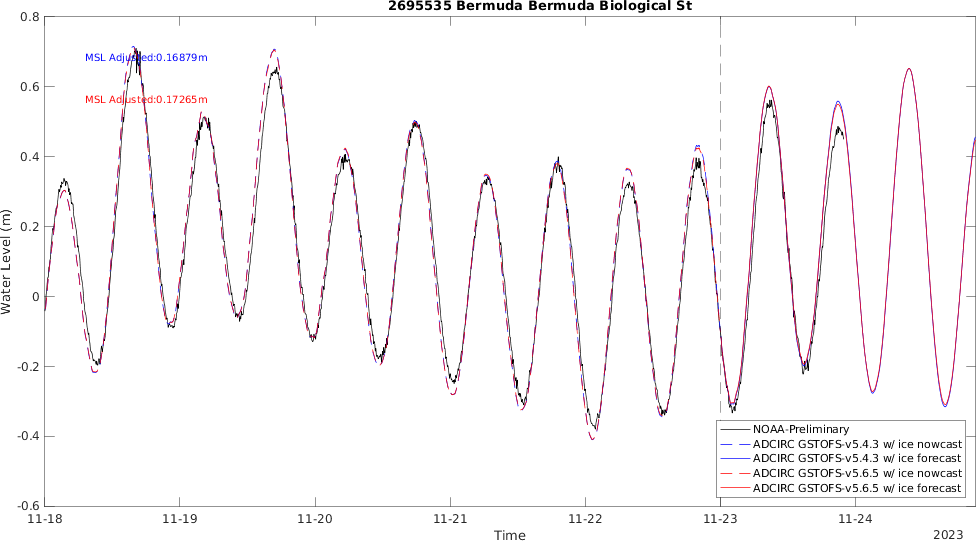 2695535 Bermuda Bermuda Biological St
0.8
MSL Adjusted:0.16879m
0.6
MSL Adjusted:0.17265m
0.4
0.2
Water Level (m)
0
-0.2
-0.4
NOAA-Preliminary
ADCIRC GSTOFS-v5.4.3 w/ ice nowcast
ADCIRC GSTOFS-v5.4.3 w/ ice forecast
ADCIRC GSTOFS-v5.6.5 w/ ice nowcast
ADCIRC GSTOFS-v5.6.5 w/ ice forecast
-0.6
11-18 11-19 11-20 11-21 11-22 11-23 11-24
Time
2023